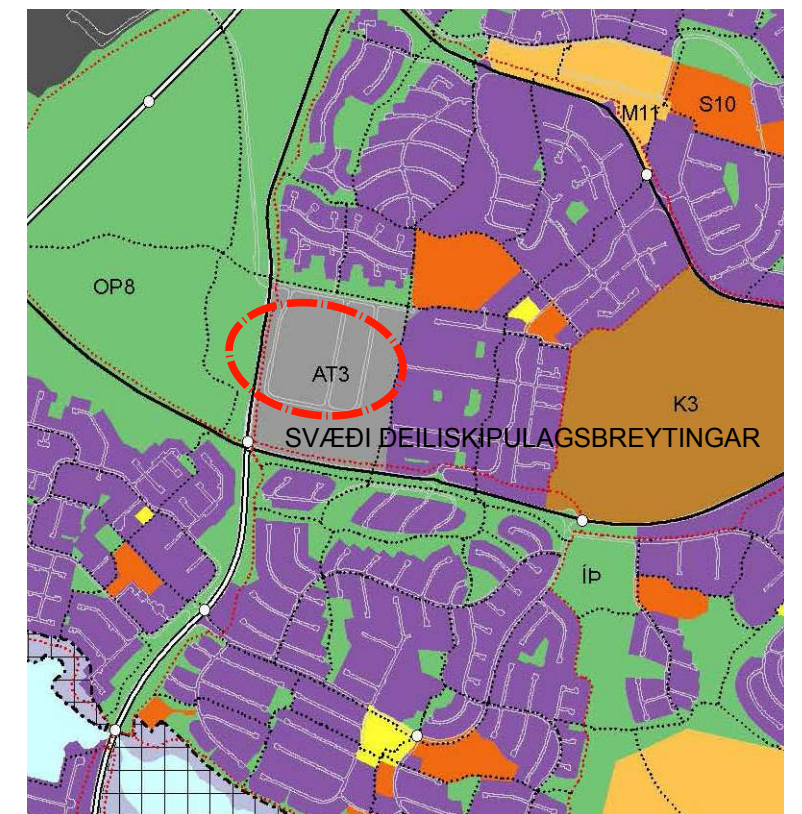 M11
S10
OP8
AT3
K3
SVÆÐI DEILISKIPULAGSBREYTINGAR
ÍÞ